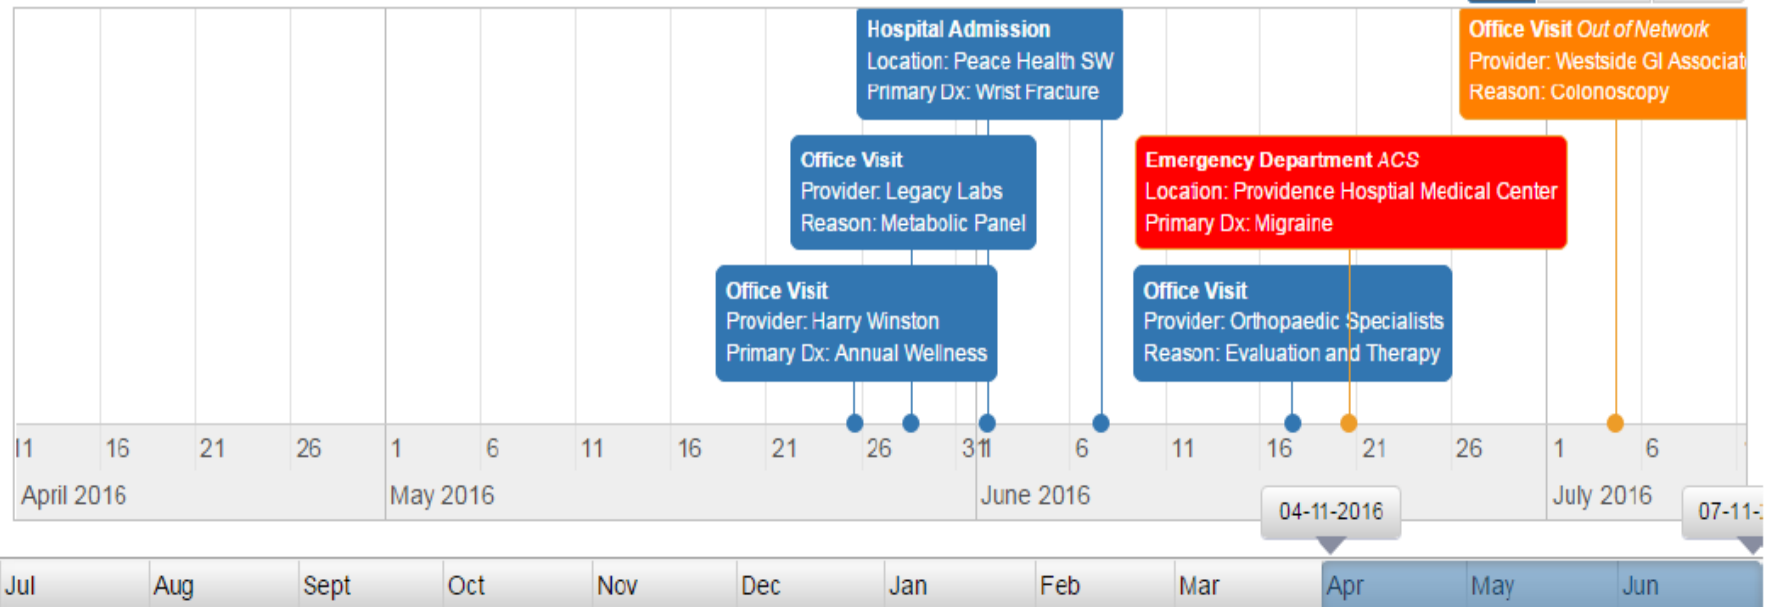 Hospital Admission
Location: Peace Health SW
Primary Dx: Wrist Fracture
Office Visit Out of Network
Provider: Westside GI Associat
Reason: Colonoscopy
Office Visit
Provider: Legacy Labs
Reason: Metabolic Panel
Emergency Department ACS
Location: Providence Hosptial Medical Center
Primary Dx: Migraine
Office Visit
Provider: Harry Winston
Primary Dx: Annual Wellness
Office Visit
Provider: Orthopaedic Specialists
Reason: Evaluation and Therapy
11 16 21 26 1 6 11 16 21 26 31 1 6 11 16 21 26 1 6
April 2016 May 2016 June 2016 July 2016
04-11-2016 07-11-
Jul Aug Sept Oct Nov Dec Jan Feb Mar Apr May Jun